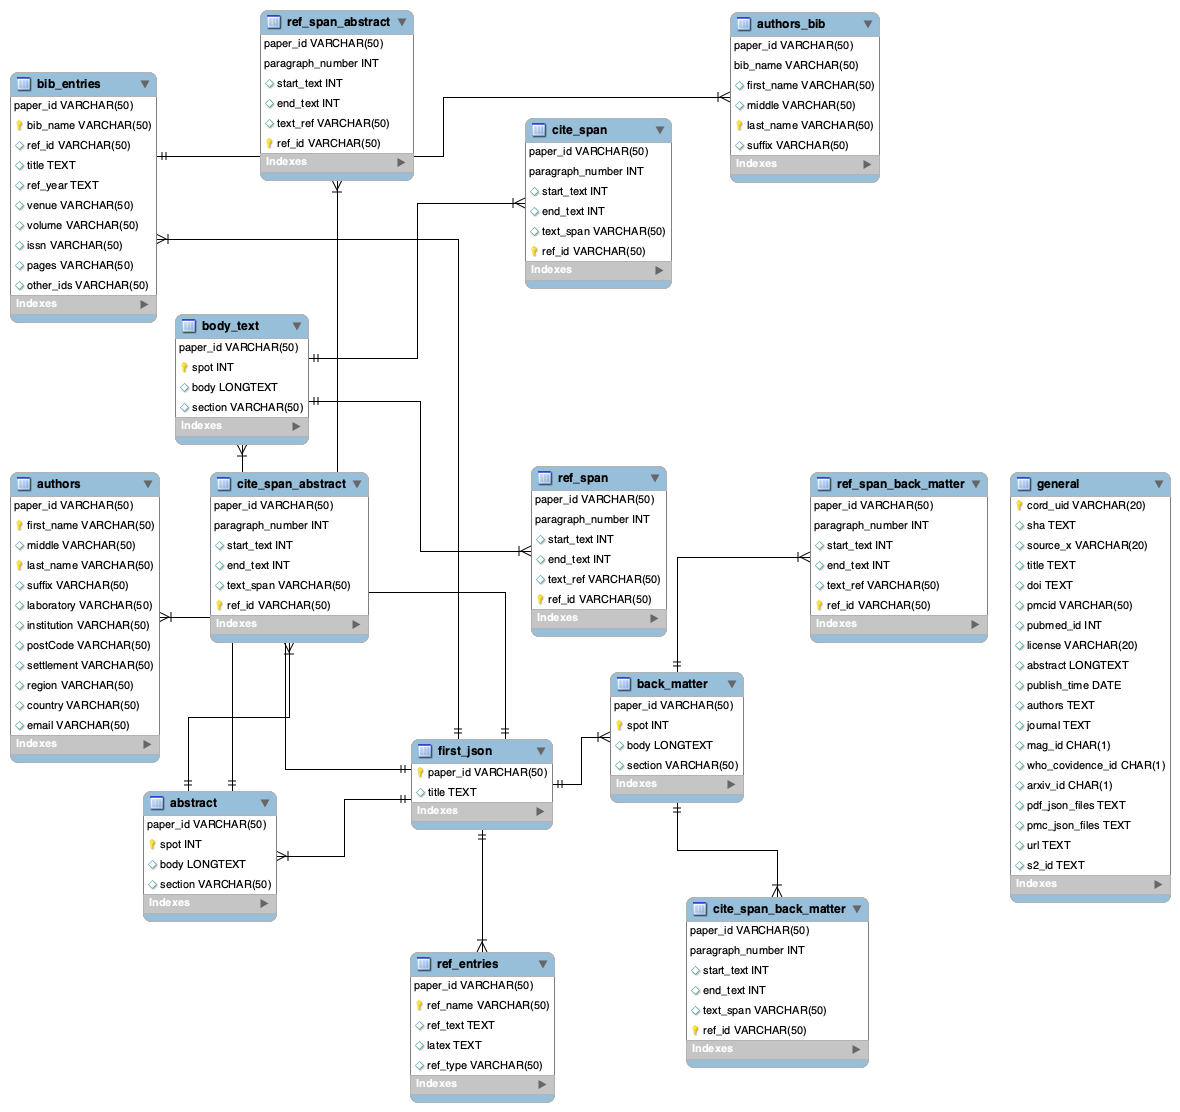 ref_span_abstract
paper_id VARCHAR(50)
paragraph_number INT
start_text INT
end_text INT
text_ref VARCHAR(50)
ref_id VARCHAR(50)
Indexes
authors_bib
paper_id VARCHAR(50)
bib_name VARCHAR(50)
first_name VARCHAR(50)
middle VARCHAR(50)
last_name VARCHAR(50)
suffix VARCHAR(50)
Indexes
bib_entries
paper_id VARCHAR(50)
bib_name VARCHAR(50)
ref_id VARCHAR(50)
title TEXT
ref_year TEXT
venue VARCHAR(50)
volume VARCHAR(50)
issn VARCHAR(50)
pages VARCHAR(50)
other_ids VARCHAR(50)
Indexes
cite_span
paper_id VARCHAR(50)
paragraph_number INT
start_text INT
end_text INT
text_span VARCHAR(50)
ref_id VARCHAR(50)
Indexes
body_text
paper_id VARCHAR(50)
spot INT
body LONGTEXT
section VARCHAR(50)
Indexes
authors
paper_id VARCHAR(50)
first_name VARCHAR(50)
middle VARCHAR(50)
last_name VARCHAR(50)
suffix VARCHAR(50)
laboratory VARCHAR(50)
institution VARCHAR(50)
postCode VARCHAR(50)
settlement VARCHAR(50)
region VARCHAR(50)
country VARCHAR(50)
email VARCHAR(50)
Indexes
cite_span_abstract
paper_id VARCHAR(50)
paragraph_number INT
start_text INT
end_text INT
text_span VARCHAR(50)
ref_id VARCHAR(50)
Indexes
ref_span
paper_id VARCHAR(50)
paragraph_number INT
start_text INT
end_text INT
text_ref VARCHAR(50)
ref_id VARCHAR(50)
Indexes
ref_span_back_matter
paper_id VARCHAR(50)
paragraph_number INT
start_text INT
end_text INT
text_ref VARCHAR(50)
ref_id VARCHAR(50)
Indexes
general
cord_uid VARCHAR(20)
sha TEXT
source_x VARCHAR(20)
title TEXT
doi TEXT
pmcid VARCHAR(50)
pubmed_id INT
license VARCHAR(20)
abstract LONGTEXT
publish_time DATE
authors TEXT
journal TEXT
mag_id CHAR(1)
who_covidence_id CHAR(1)
arxiv_id CHAR(1)
pdf_json_files TEXT
pmc_json_files TEXT
url TEXT
s2_id TEXT
Indexes
back_matter
paper_id VARCHAR(50)
spot INT
body LONGTEXT
section VARCHAR(50)
Indexes
first_json
paper_id VARCHAR(50)
title TEXT
Indexes
abstract
paper_id VARCHAR(50)
spot INT
body LONGTEXT
section VARCHAR(50)
Indexes
cite_span_back_matter
paper_id VARCHAR(50)
paragraph_number INT
start_text INT
end_text INT
text_span VARCHAR(50)
ref_id VARCHAR(50)
Indexes
ref_entries
paper_id VARCHAR(50)
ref_name VARCHAR(50)
ref_text TEXT
latex TEXT
ref_type VARCHAR(50)
Indexes